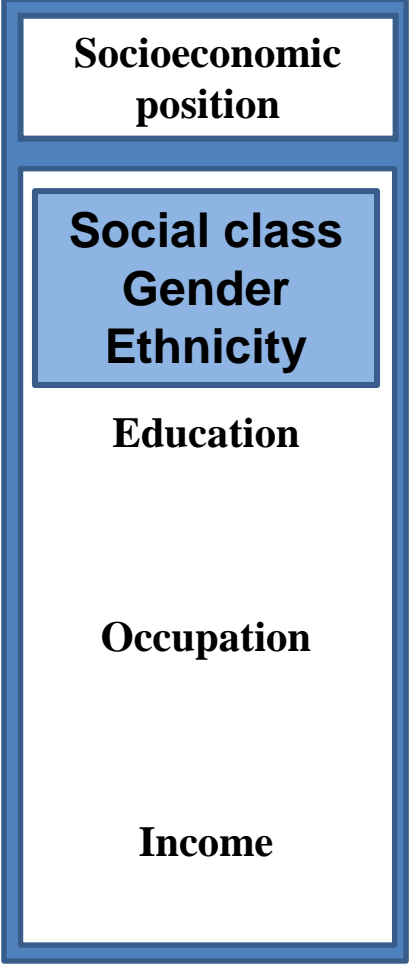 Socioeconomic
position
Social class
Gender
Ethnicity
Education
Occupation
Income